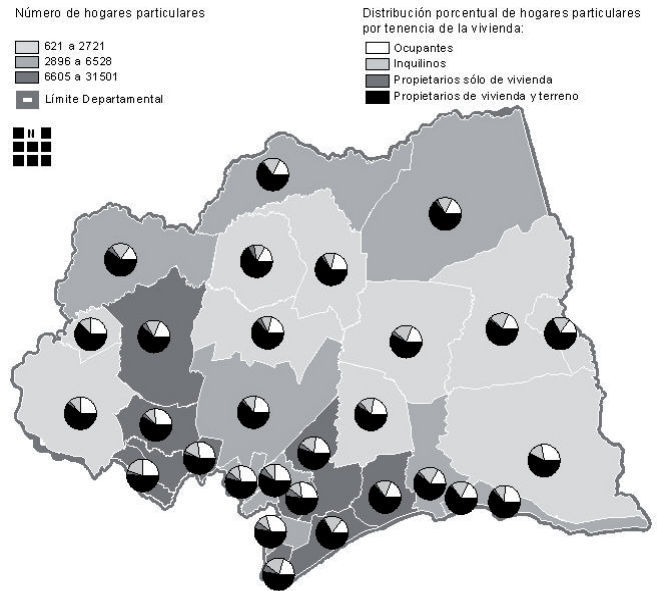 Número de hogares particulares
621 a 2721
2896 a 6528
6605 a 31501
Límite Departamental
Distribución porcentual de hogares particulares
por tenencia de la vivienda:
Ocupantes
Inquilinos
Propietarios sólo de vivienda
Propietarios de vivienda y terreno